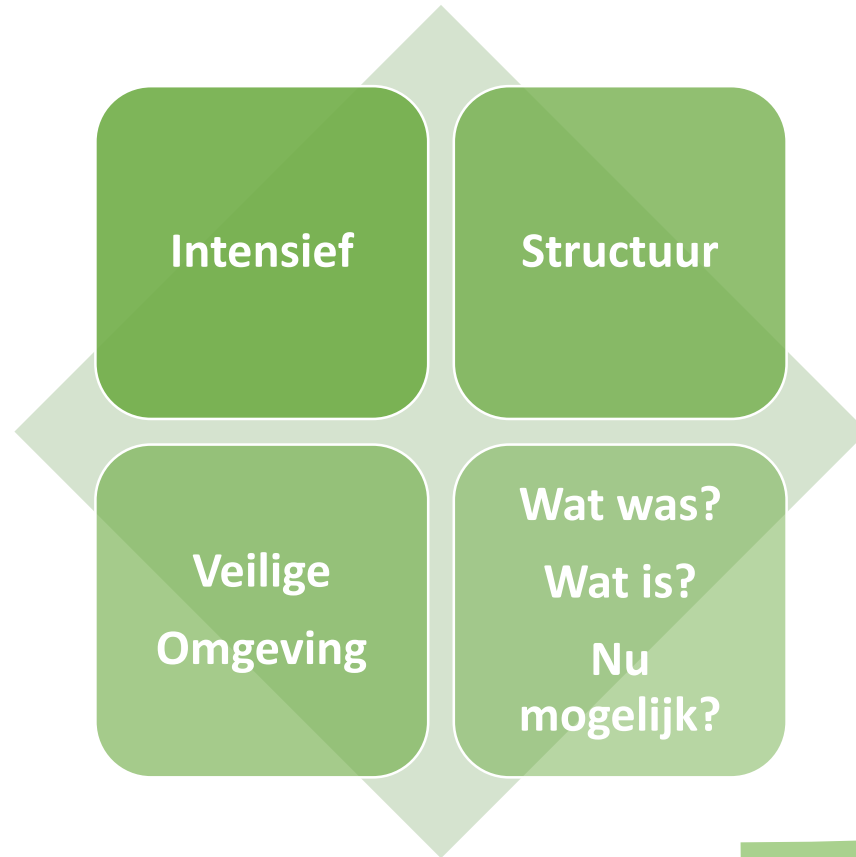 Intensief
Structuur
Veilige
Omgeving
Wat was?
Wat is?
Nu
mogelijk?